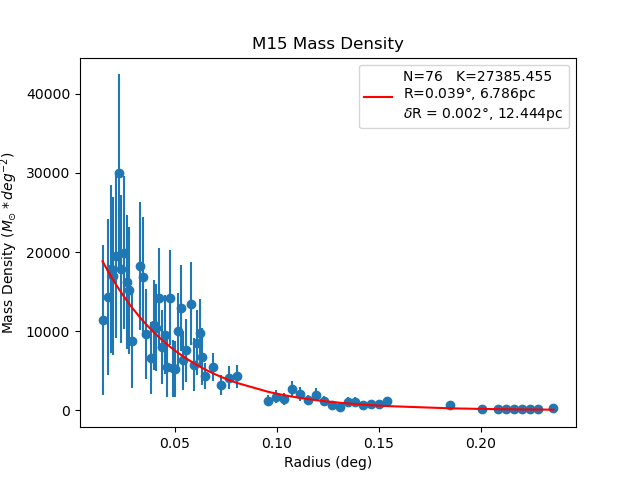 M15 Mass Density
N=76 K=27385.455
R=0.039°, 6.786pc
δR = 0.002°, 12.444pc
Mass Density (M⊙ * deg⁻²)
40000
30000
20000
10000
0
0.05 0.10 0.15 0.20
Radius (deg)